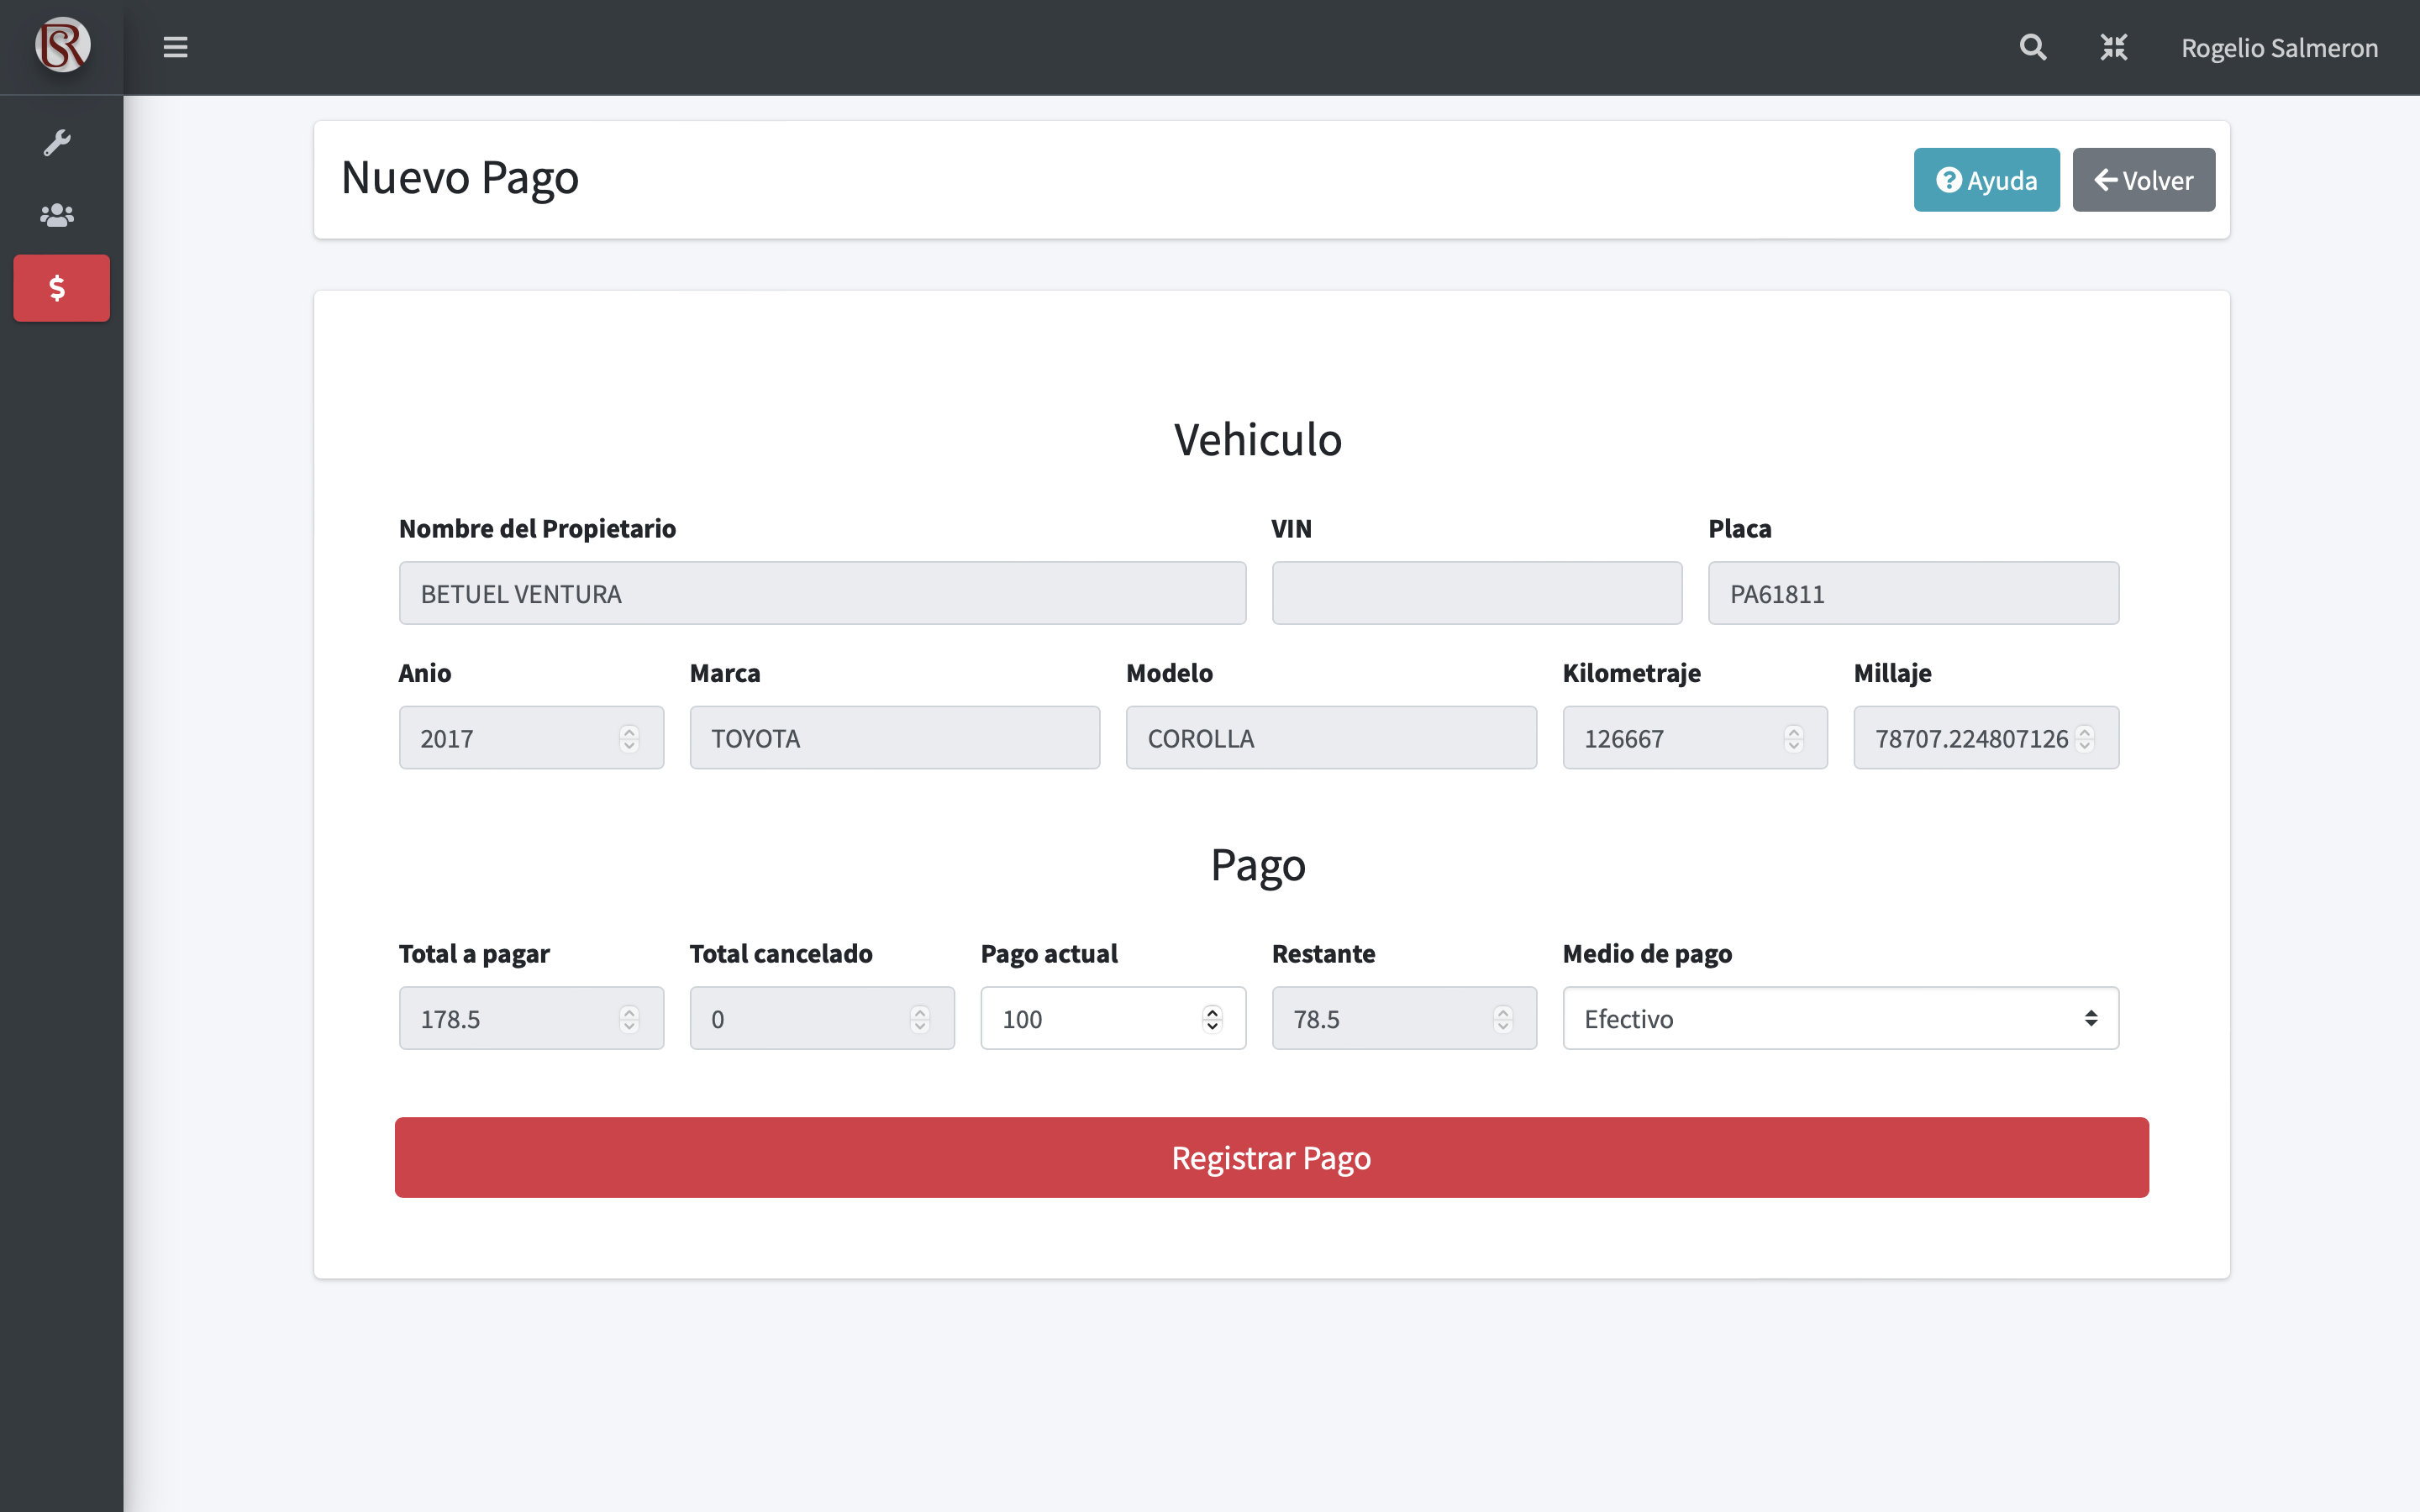 SR
Rogelio Salmeron
Nuevo Pago
Ayuda
Volver
$
Vehiculo
Nombre del Propietario VIN Placa
BETUEL VENTURA PA61811
Anio Marca Modelo Kilometraje Millaje
2017 TOYOTA COROLLA 126667 78707.224807126
Pago
Total a pagar Total cancelado Pago actual Restante Medio de pago
178.5 0 100 78.5 Efectivo
Registrar Pago